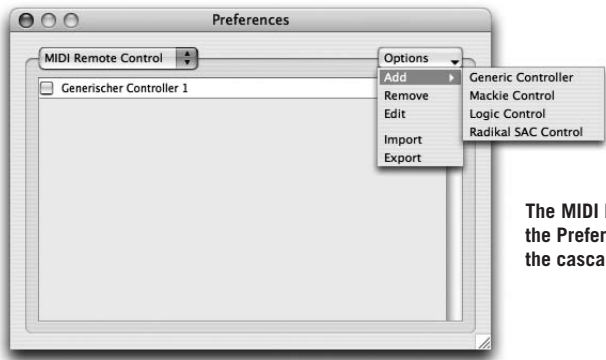 Preferences
MIDI Remote Control
Options
Generischer Controller 1
Add
Remove
Edit
Import
Export
Generic Controller
Mackie Control
Logic Control
Radikal SAC Control
The MIDI
the Prefer
the casca